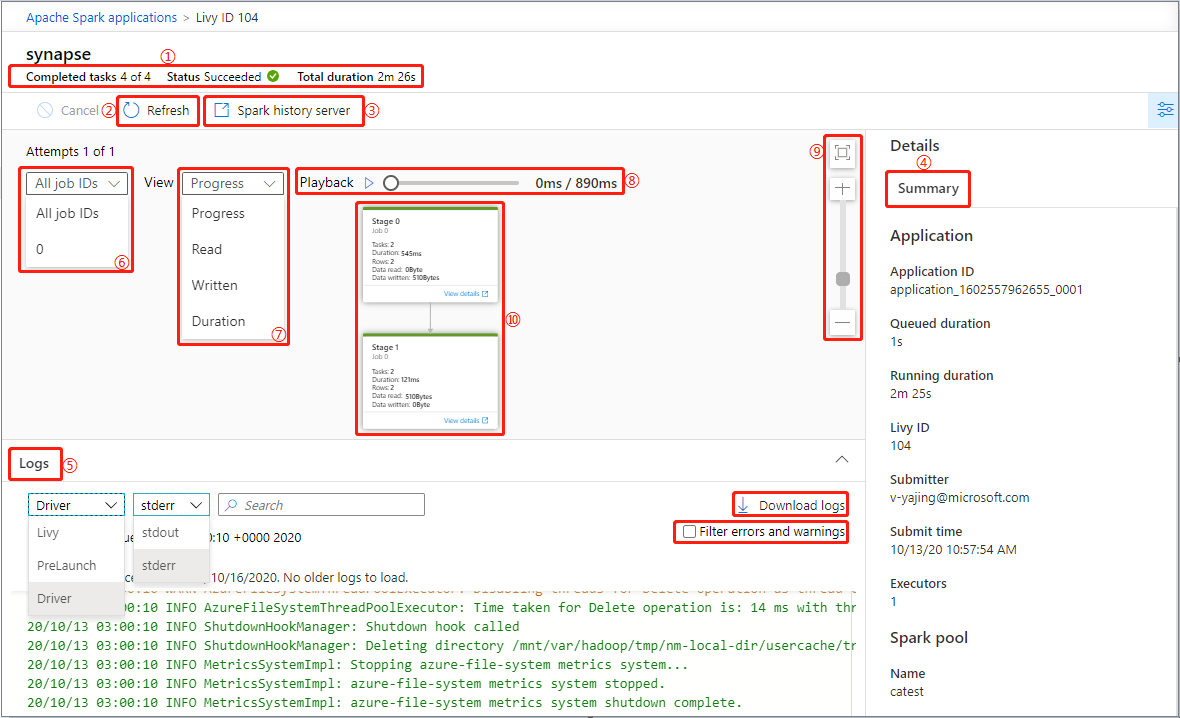 Apache Spark applications > Livy ID 104
synapse
①
Completed tasks 4 of 4 Status Succeeded Total duration 2m 26s
Cancel ② Refresh Spark history server ③
Attempts 1 of 1
All job IDs View Progress Playback 0ms / 890ms ⑧
All job IDs
0
⑥
Progress
Read
Written
Duration
⑦
Stage 0
Job 0
Tasks: 2
Duration: 545ms
Rows: 2
Data read: 0Byte
Data written: 510Bytes
View details
⑩
Stage 1
Job 0
Tasks: 2
Duration: 121ms
Rows: 2
Data read: 510Bytes
Data written: 0Byte
View details
⑨
Details
④
Summary
Application
Application ID
application_1602557962655_0001
Queued duration
1s
Running duration
2m 25s
Livy ID
104
Submitter
v-yajing@microsoft.com
Submit time
10/13/20 10:57:54 AM
Executors
1
Spark pool
Name
catest
Logs ⑤
Driver stderr Search Download logs
Livy stdout :10 +0000 2020 Filter errors and warnings
PreLaunch stderr
10/16/2020. No older logs to load.
Driver
:00:10 INFO AzureFileSystemThreadPoolExecutor: Time taken for Delete operation is: 14 ms with thr
20/10/13 03:00:10 INFO ShutdownHookManager: Shutdown hook called
20/10/13 03:00:10 INFO ShutdownHookManager: Deleting directory /mnt/var/hadoop/tmp/nm-local-dir/usercache/tr
20/10/13 03:00:10 INFO MetricsSystemImpl: Stopping azure-file-system metrics system...
20/10/13 03:00:10 INFO MetricsSystemImpl: azure-file-system metrics system stopped.
20/10/13 03:00:10 INFO MetricsSystemImpl: azure-file-system metrics system shutdown complete.